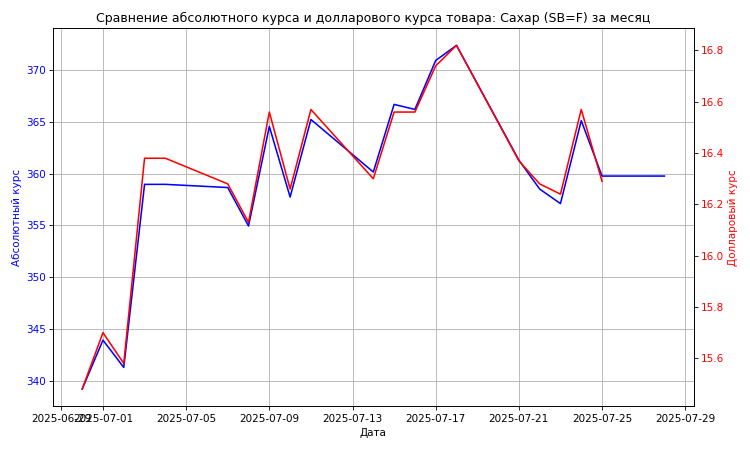 Сравнение абсолютного курса и долларового курса товара: Сахар (SB=F) за месяц
Абсолютный курс
370
365
360
355
350
345
340
16.8
16.6
16.4
16.2
16.0
15.8
15.6
Долларовый курс
2025-06-29 2025-07-01 2025-07-05 2025-07-09 2025-07-13 2025-07-17 2025-07-21 2025-07-25 2025-07-29
Дата